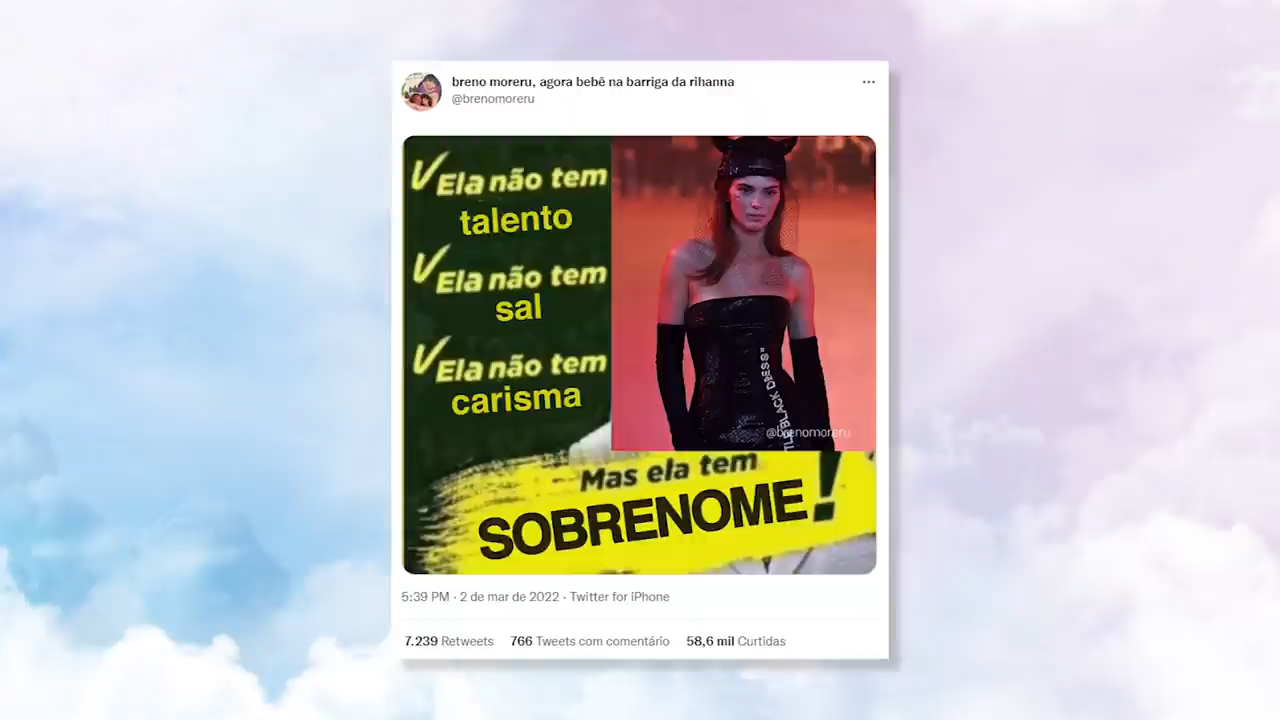 breno moreru, agora bebê na barriga da rihanna
@brenomoreru
Ela não tem
talento
Ela não tem
sal
Ela não tem
carisma
BLACK DRESS"
@brenomoreru
Mas ela tem
SOBRENOME!
5:39 PM · 2 de mar de 2022 · Twitter for iPhone
7.239 Retweets 766 Tweets com comentário 58,6 mil Curtidas